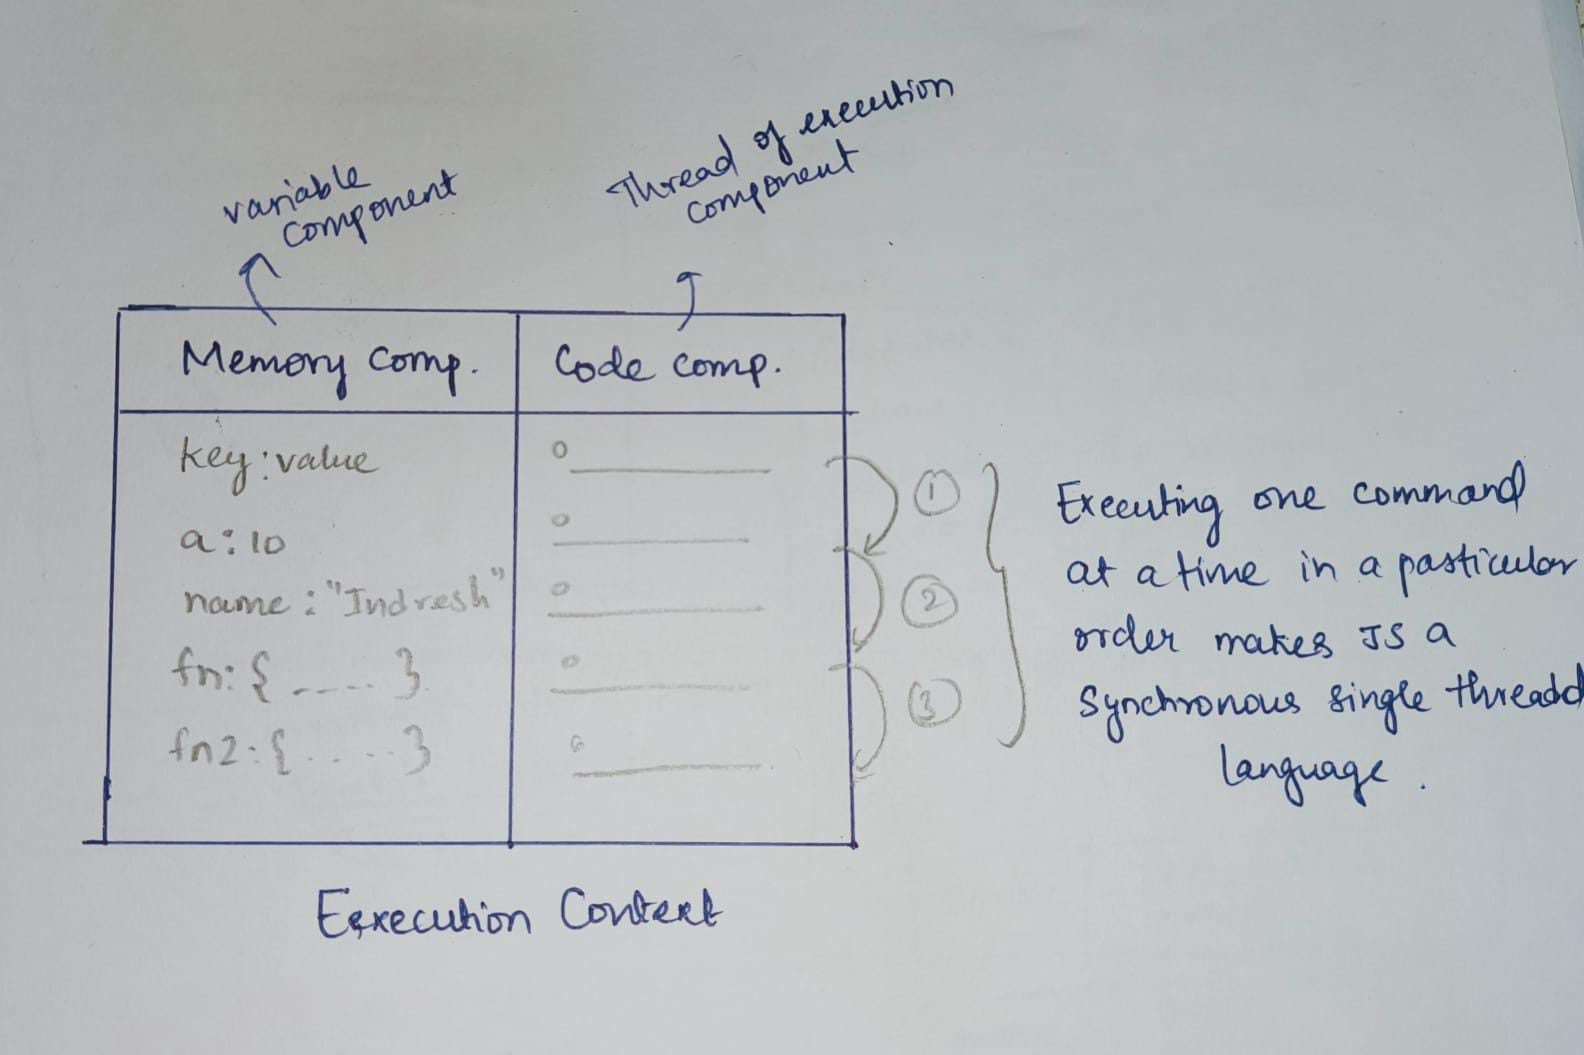 variable
component
Thread of execution
component
Memory Comp.
Code comp.
key:value
a:10
name:"Indresh"
fn:{ ..... }
fn2:{ ..... }
①
②
③
Executing one command
at a time in a particular
order makes JS a
Synchronous single threadd
language.
Execution Context